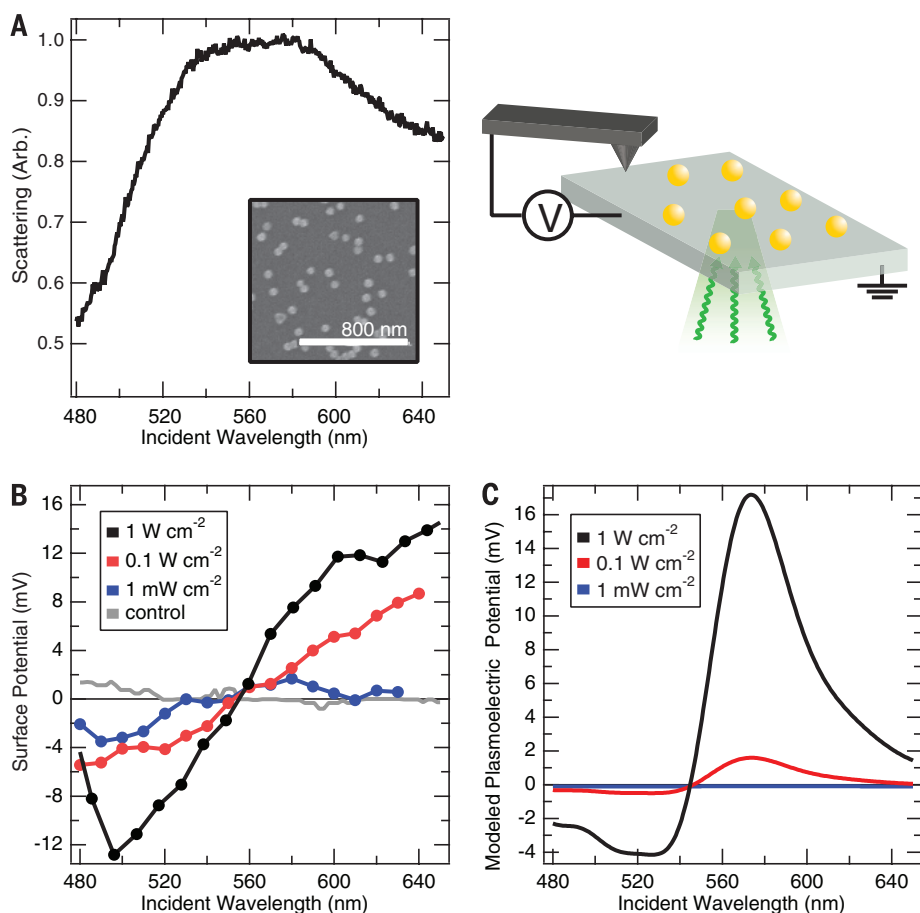 A
Scattering (Arb.)
1.0
0.9
0.8
0.7
0.6
0.5
800 nm
480 520 560 600 640
Incident Wavelength (nm)
V
B
Surface Potential (mV)
16
12
8
4
0
-4
-8
-12
1 W cm⁻²
0.1 W cm⁻²
1 mW cm⁻²
control
480 520 560 600 640
Incident Wavelength (nm)
C
Modeled Plasmoelectric Potential (mV)
16
14
12
10
8
6
4
2
0
-2
-4
1 W cm⁻²
0.1 W cm⁻²
1 mW cm⁻²
480 520 560 600 640
Incident Wavelength (nm)